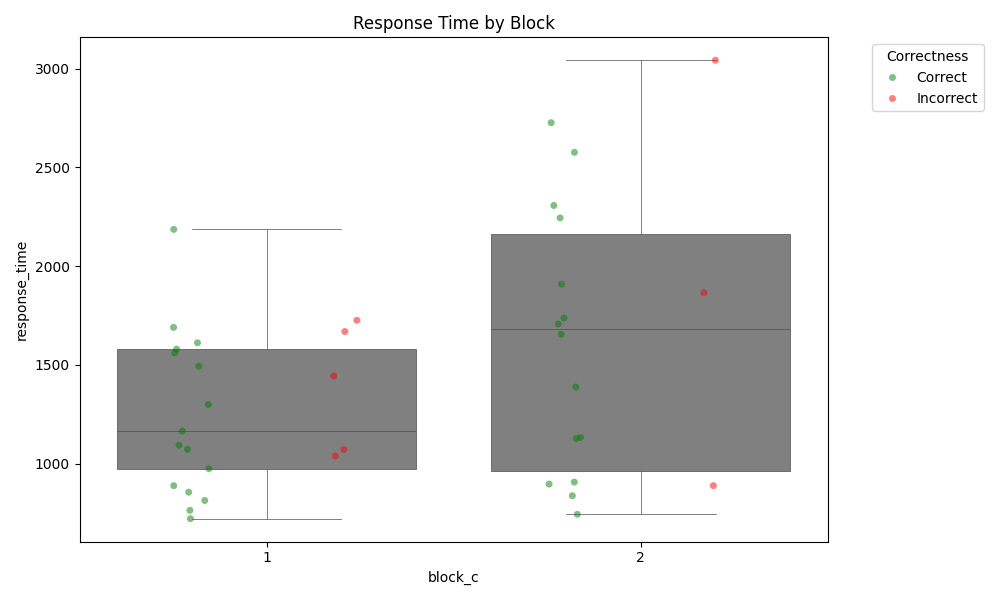 Response Time by Block
Correctness
Correct
Incorrect
response_time
3000
2500
2000
1500
1000
1
2
block_c